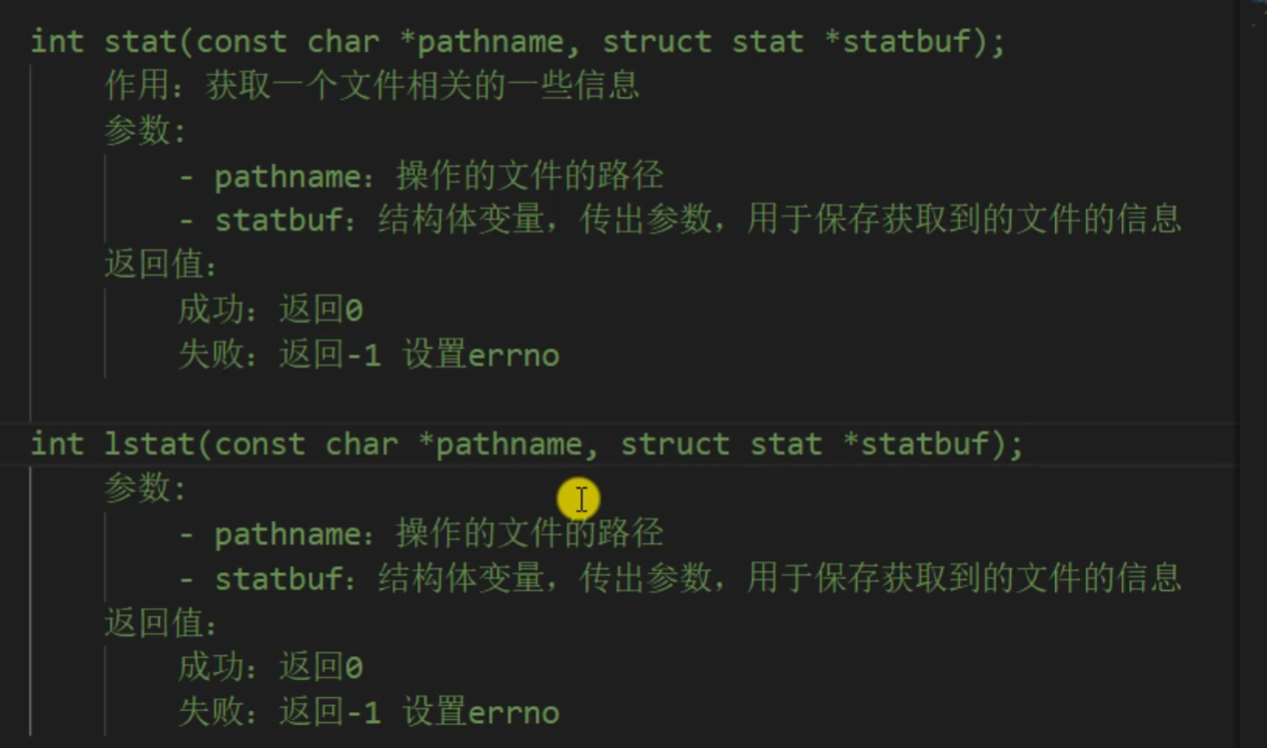 int stat(const char *pathname, struct stat *statbuf);
作用：获取一个文件相关的一些信息
参数:
- pathname：操作的文件的路径
- statbuf：结构体变量，传出参数，用于保存获取到的文件的信息
返回值：
成功：返回0
失败：返回-1 设置errno
int lstat(const char *pathname, struct stat *statbuf);
参数:
- pathname：操作的文件的路径
- statbuf：结构体变量，传出参数，用于保存获取到的文件的信息
返回值：
成功：返回0
失败：返回-1 设置errno